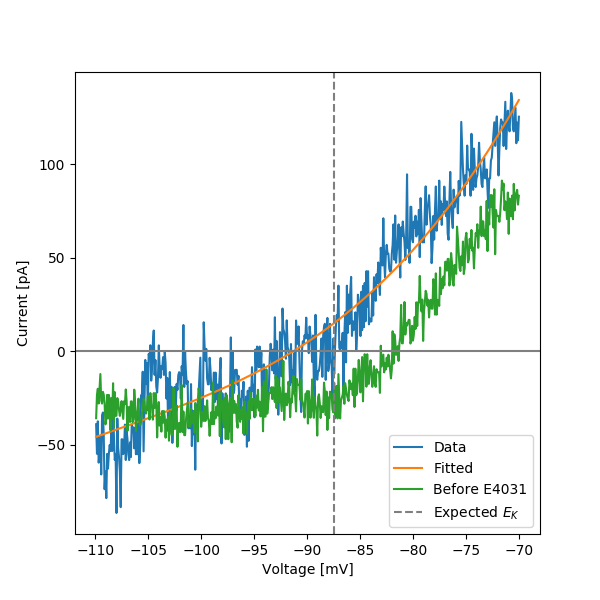 Current [pA]
100
50
0
−50
−110
−105
−100
−95
−90
−85
−80
−75
−70
Voltage [mV]
Data
Fitted
Before E4031
Expected E_K